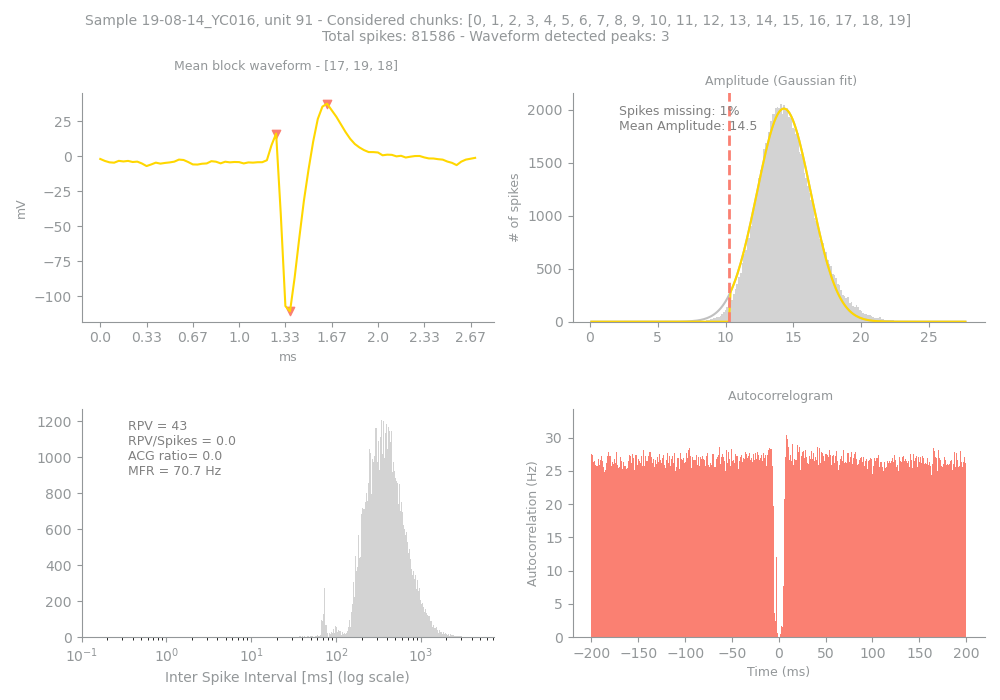 Sample 19-08-14_YC016, unit 91 - Considered chunks: [0, 1, 2, 3, 4, 5, 6, 7, 8, 9, 10, 11, 12, 13, 14, 15, 16, 17, 18, 19]
Total spikes: 81586 - Waveform detected peaks: 3
Mean block waveform - [17, 19, 18]
mV
25
0
−25
−50
−75
−100
0.0 0.33 0.67 1.0 1.33 1.67 2.0 2.33 2.67
ms
Amplitude (Gaussian fit)
Spikes missing: 1%
Mean Amplitude: 14.5
# of spikes
2000
1500
1000
500
0
0 5 10 15 20 25
RPV = 43
RPV/Spikes = 0.0
ACG ratio= 0.0
MFR = 70.7 Hz
1200
1000
800
600
400
200
0
10⁻¹ 10⁰ 10¹ 10² 10³
Inter Spike Interval [ms] (log scale)
Autocorrelogram
Autocorrelation (Hz)
30
25
20
15
10
5
0
−200 −150 −100 −50 0 50 100 150 200
Time (ms)